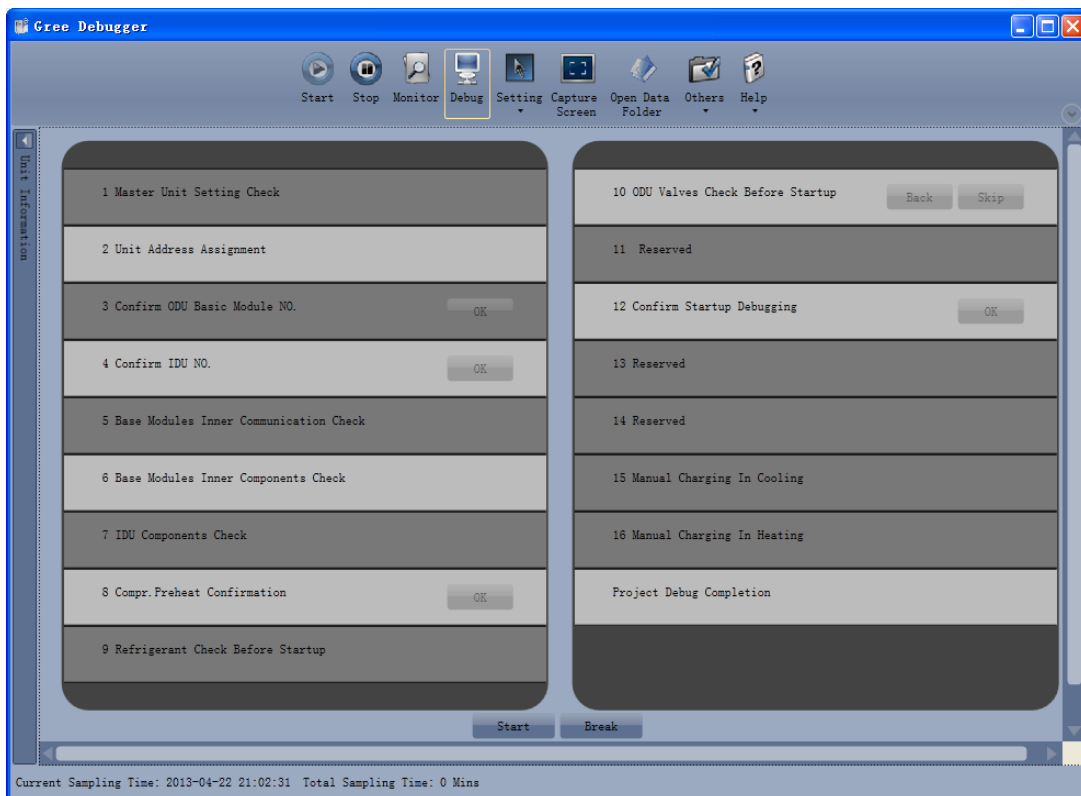 Gree Debugger
Start Stop Monitor Debug Setting Capture Screen Open Data Folder Others Help
Unit Information
1 Master Unit Setting Check
2 Unit Address Assignment
3 Confirm ODU Basic Module NO. OK
4 Confirm IDU NO. OK
5 Base Modules Inner Communication Check
6 Base Modules Inner Components Check
7 IDU Components Check
8 Compr.Preheat Confirmation OK
9 Refrigerant Check Before Startup
10 ODU Valves Check Before Startup Back Skip
11 Reserved
12 Confirm Startup Debugging OK
13 Reserved
14 Reserved
15 Manual Charging In Cooling
16 Manual Charging In Heating
Project Debug Completion
Start Break
Current Sampling Time: 2013-04-22 21:02:31 Total Sampling Time: 0 Mins